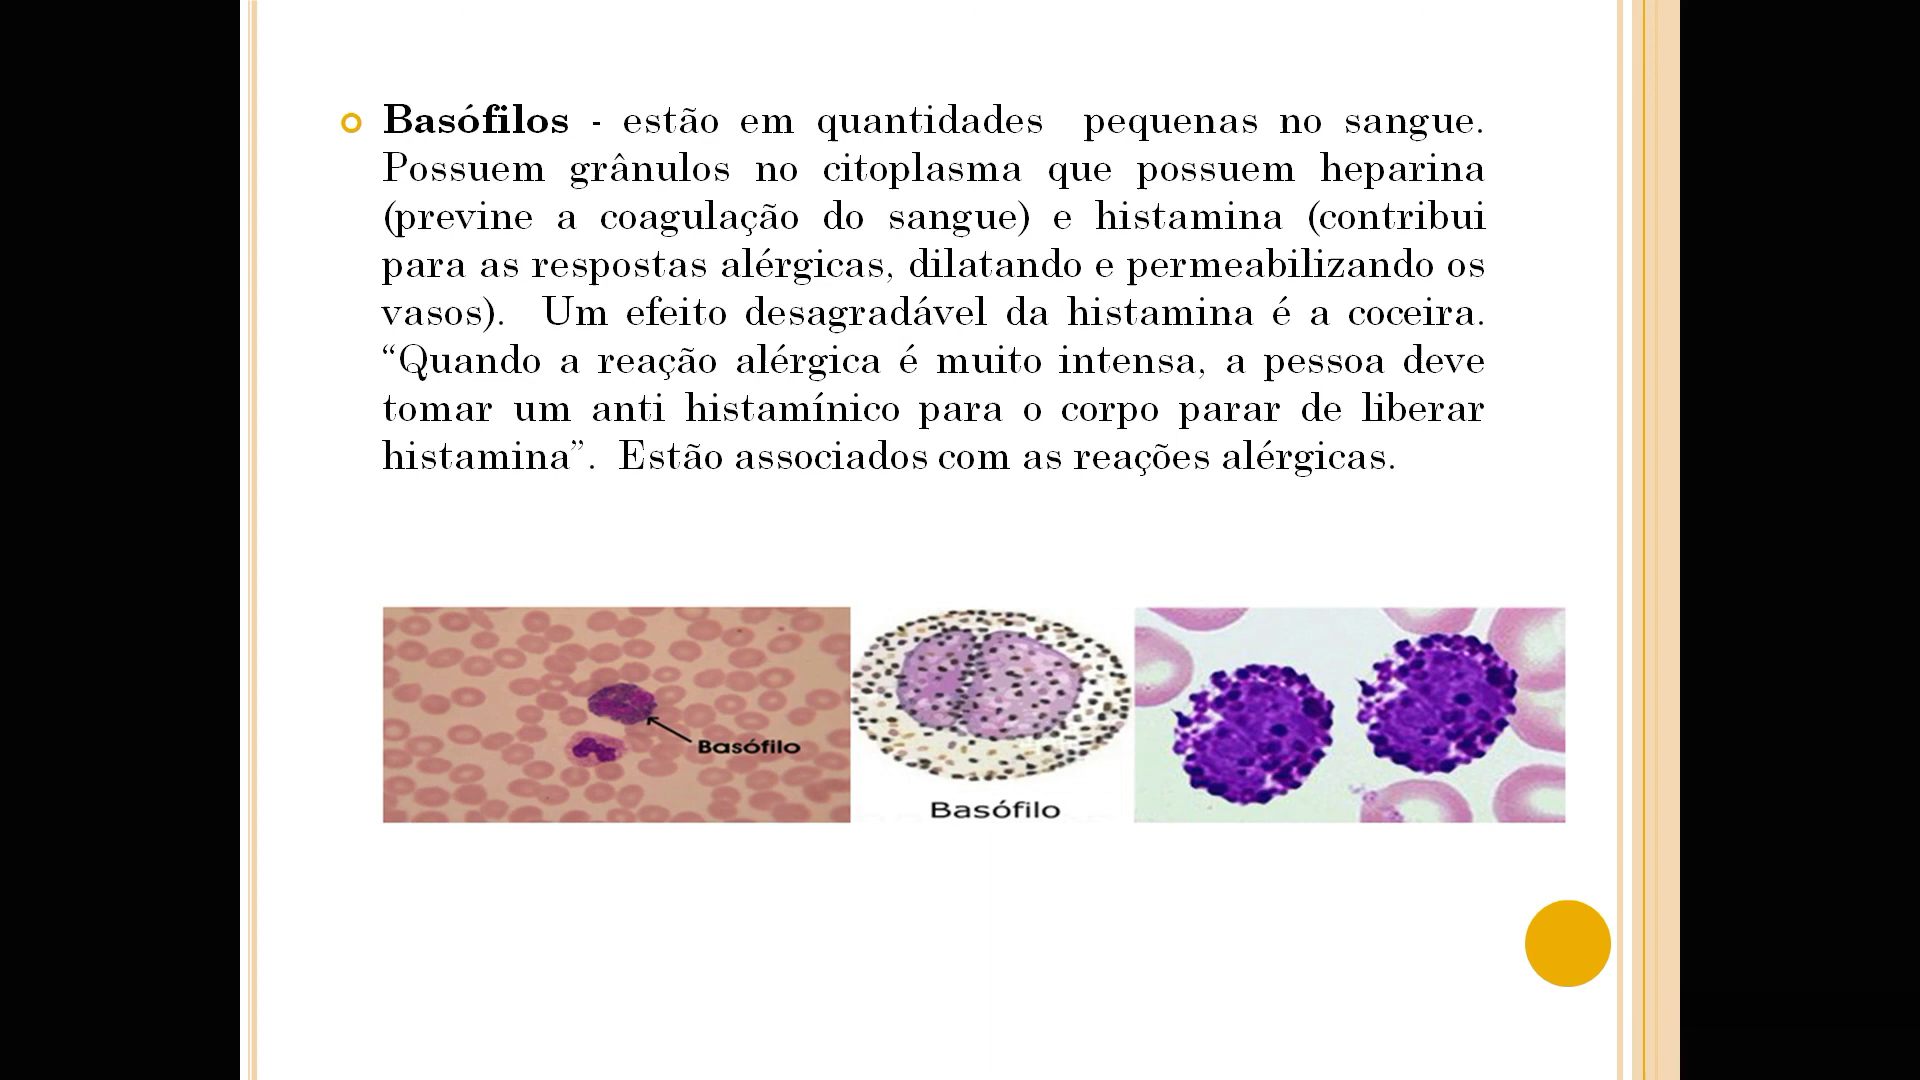 Basófilos - estão em quantidades pequenas no sangue.
Possuem grânulos no citoplasma que possuem heparina
(previne a coagulação do sangue) e histamina (contribui
para as respostas alérgicas, dilatando e permeabilizando os
vasos). Um efeito desagradável da histamina é a coceira.
“Quando a reação alérgica é muito intensa, a pessoa deve
tomar um anti histamínico para o corpo parar de liberar
histamina”. Estão associados com as reações alérgicas.
Basófilo
Basófilo